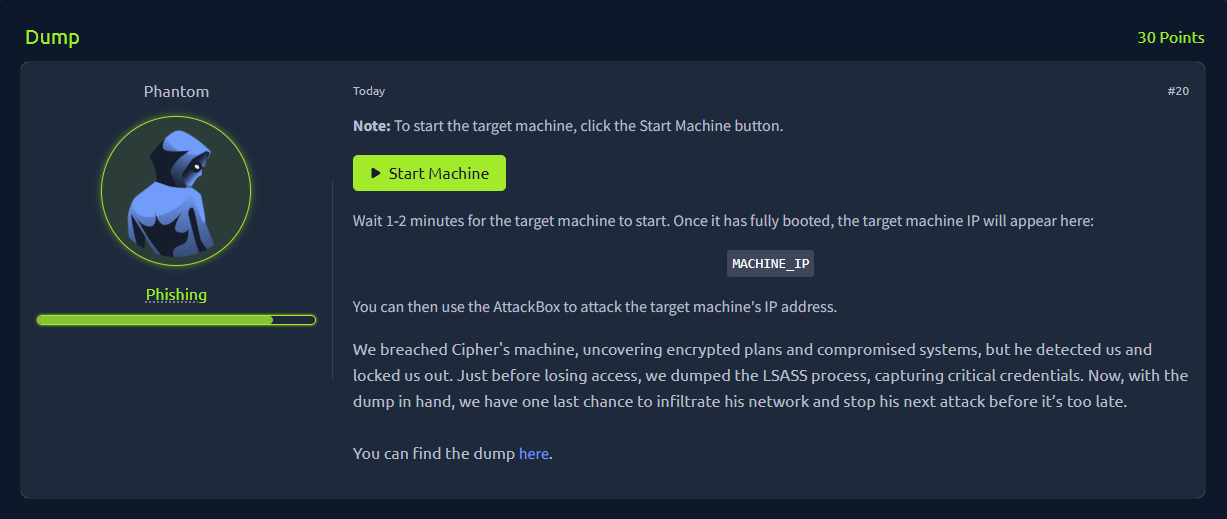 Dump
30 Points
Phantom
Today
#20
Note: To start the target machine, click the Start Machine button.
Start Machine
Wait 1-2 minutes for the target machine to start. Once it has fully booted, the target machine IP will appear here:
MACHINE_IP
Phishing
You can then use the AttackBox to attack the target machine's IP address.
We breached Cipher's machine, uncovering encrypted plans and compromised systems, but he detected us and
locked us out. Just before losing access, we dumped the LSASS process, capturing critical credentials. Now, with the
dump in hand, we have one last chance to infiltrate his network and stop his next attack before it’s too late.
You can find the dump here.